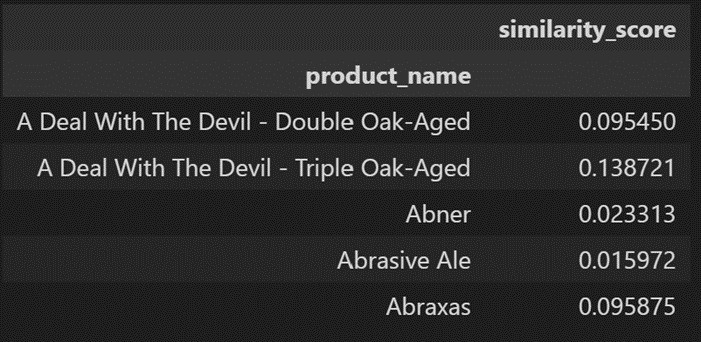 similarity_score
product_name
A Deal With The Devil - Double Oak-Aged 0.095450
A Deal With The Devil - Triple Oak-Aged 0.138721
Abner 0.023313
Abrasive Ale 0.015972
Abraxas 0.095875